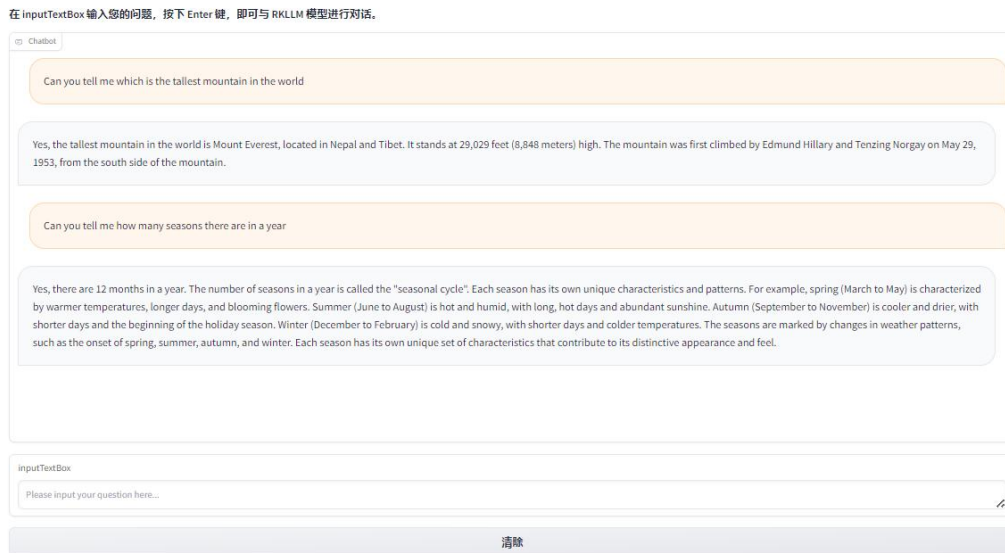 在 inputTextBox 输入您的问题，按下 Enter 键，即可与 RKLLM 模型进行对话。
Chatbot
Can you tell me which is the tallest mountain in the world
Yes, the tallest mountain in the world is Mount Everest, located in Nepal and Tibet. It stands at 29,029 feet (8,848 meters) high. The mountain was first climbed by Edmund Hillary and Tenzing Norgay on May 29,
1953, from the south side of the mountain.
Can you tell me how many seasons there are in a year
Yes, there are 12 months in a year. The number of seasons in a year is called the "seasonal cycle". Each season has its own unique characteristics and patterns. For example, spring (March to May) is characterized
by warmer temperatures, longer days, and blooming flowers. Summer (June to August) is hot and humid, with long, hot days and abundant sunshine. Autumn (September to November) is cooler and drier, with
shorter days and the beginning of the holiday season. Winter (December to February) is cold and snowy, with shorter days and colder temperatures. The seasons are marked by changes in weather patterns,
such as the onset of spring, summer, autumn, and winter. Each season has its own unique set of characteristics that contribute to its distinctive appearance and feel.
inputTextBox
Please input your question here...
清除